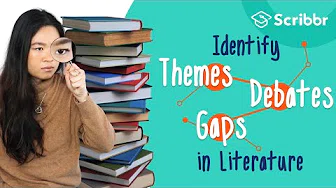 Scribbr
Identify
Themes
Debates
Gaps
in Literature